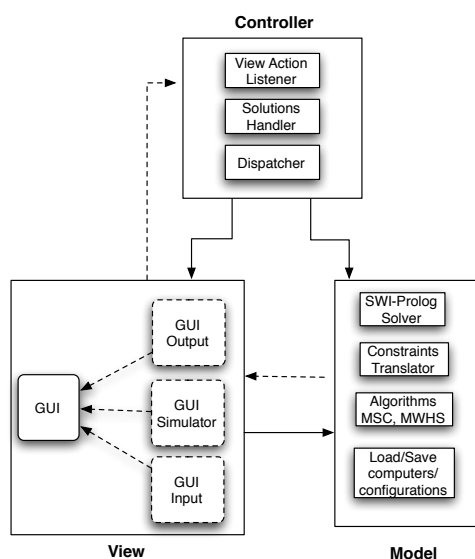 Controller
View Action
Listener
Solutions
Handler
Dispatcher
GUI
Output
GUI
GUI
Simulator
GUI
Input
View
SWI-Prolog
Solver
Constraints
Translator
Algorithms
MSC, MWHS
Load/Save
computers/
configurations
Model